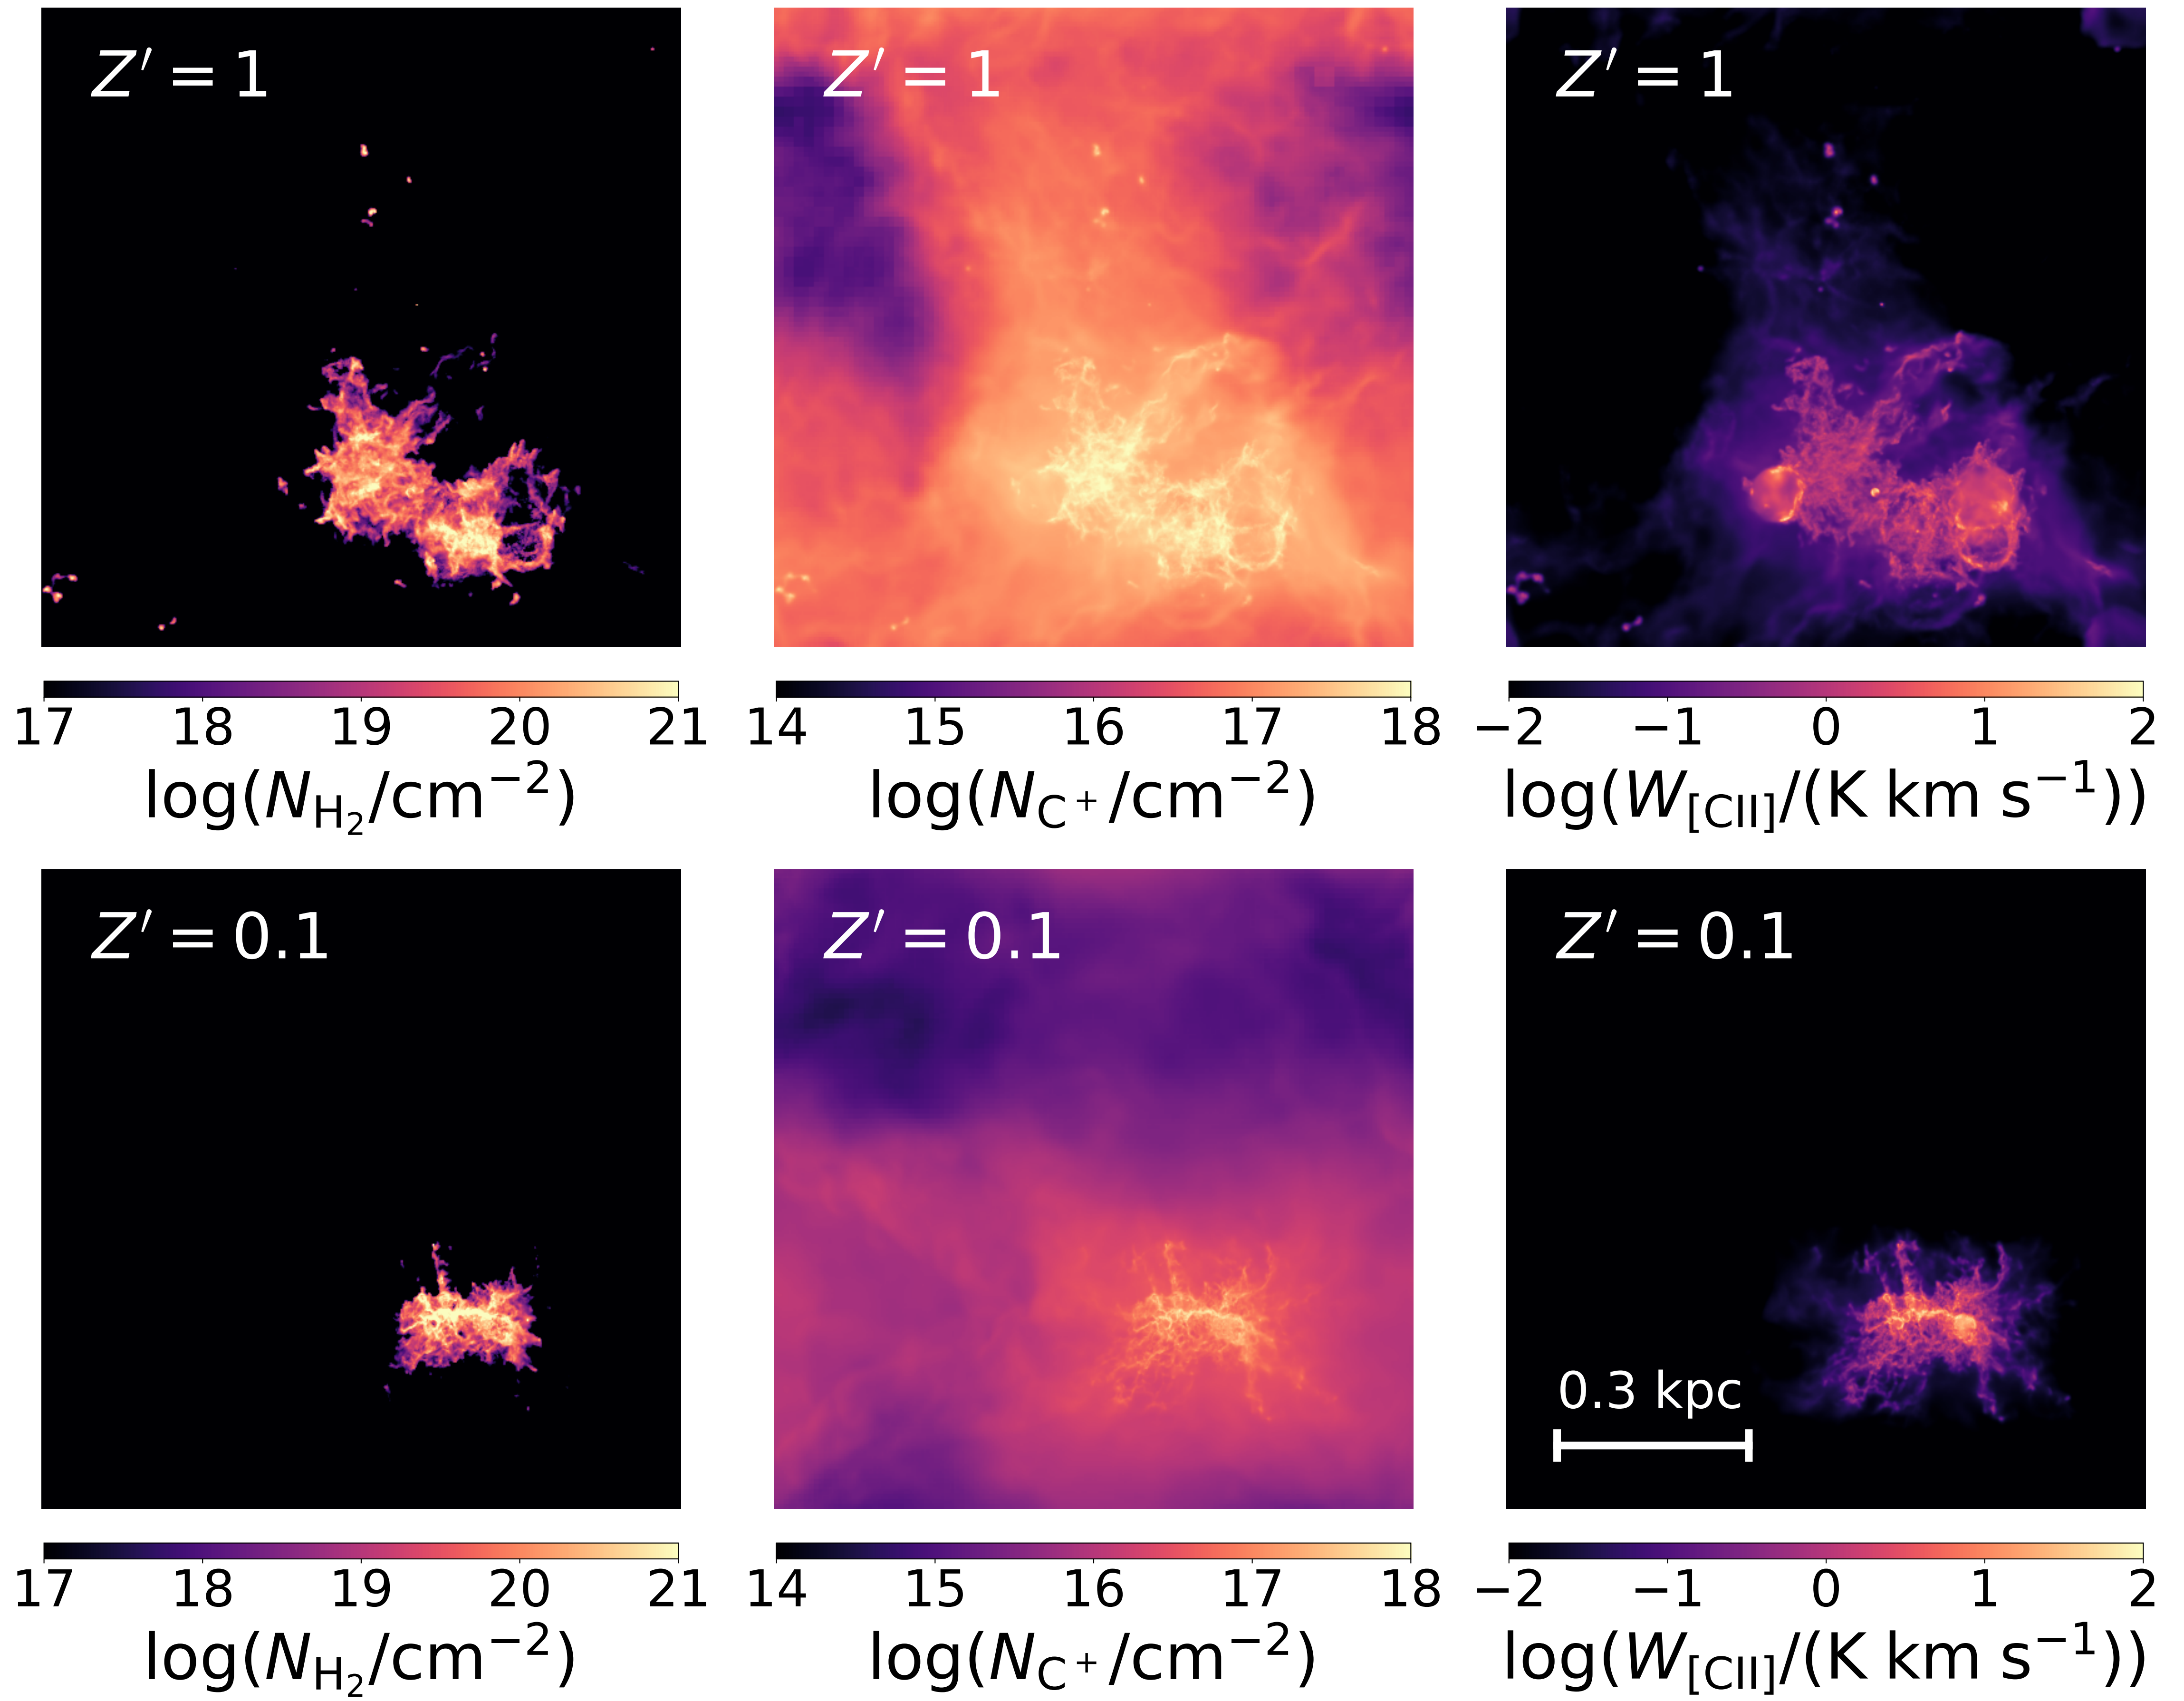 Z′ = 1
Z′ = 1
Z′ = 1
17 18 19 20 21
14 15 16 17 18
−2 −1 0 1 2
log(N_H₂/cm⁻²)
log(N_C⁺/cm⁻²)
log(W_[CII]/(K km s⁻¹))
Z′ = 0.1
Z′ = 0.1
Z′ = 0.1
0.3 kpc
17 18 19 20 21
14 15 16 17 18
−2 −1 0 1 2
log(N_H₂/cm⁻²)
log(N_C⁺/cm⁻²)
log(W_[CII]/(K km s⁻¹))